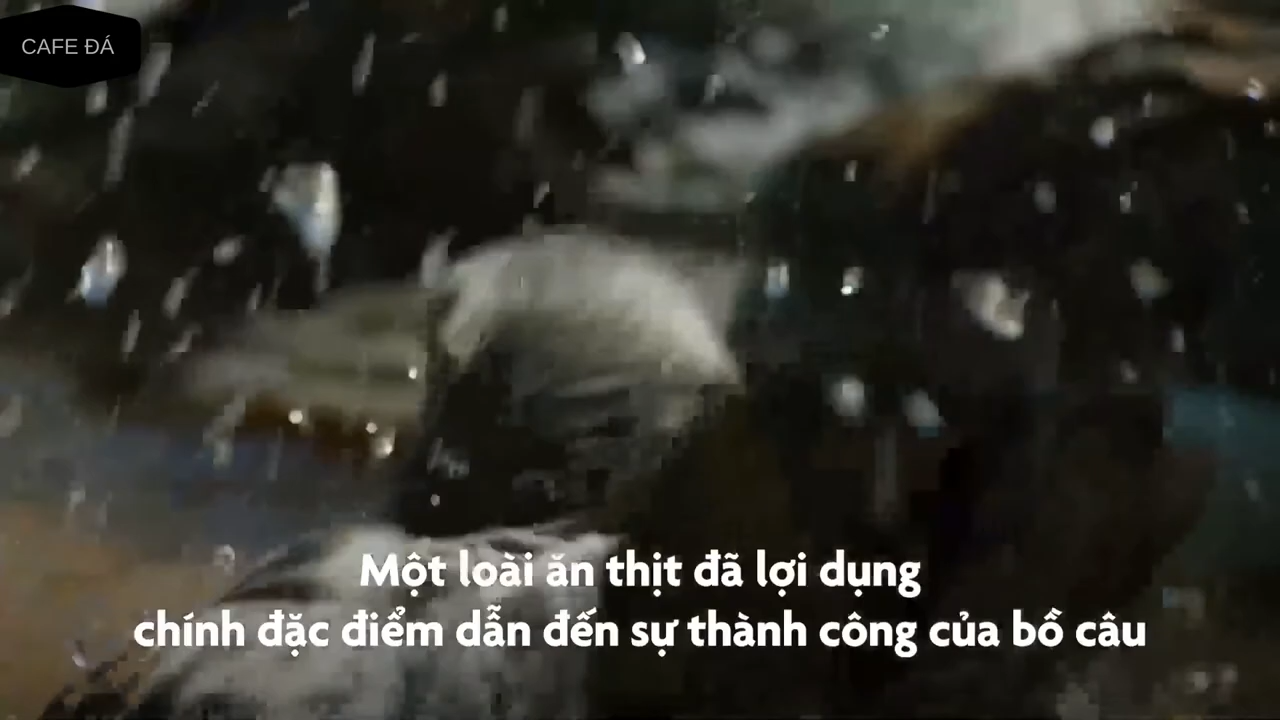 CAFE ĐÁ
Một loài ăn thịt đã lợi dụng
chính đặc điểm dẫn đến sự thành công của bồ câu